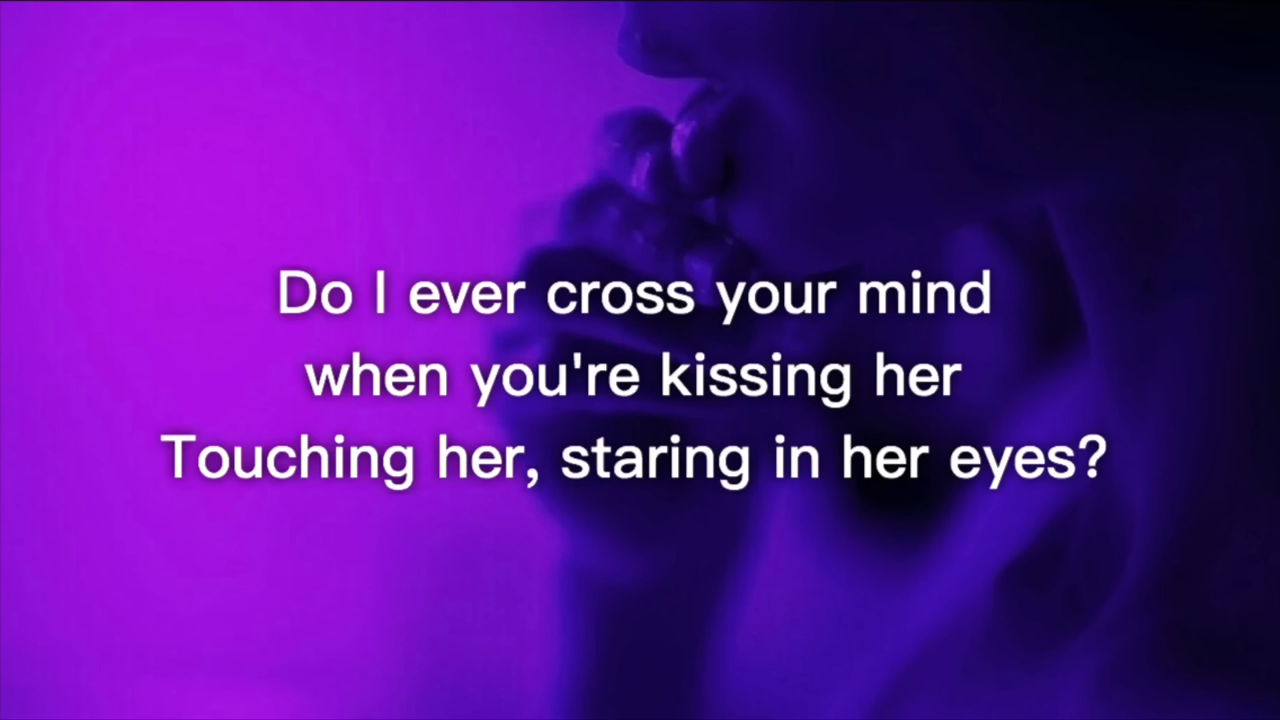 Do I ever cross your mind
when you're kissing her
Touching her, staring in her eyes?